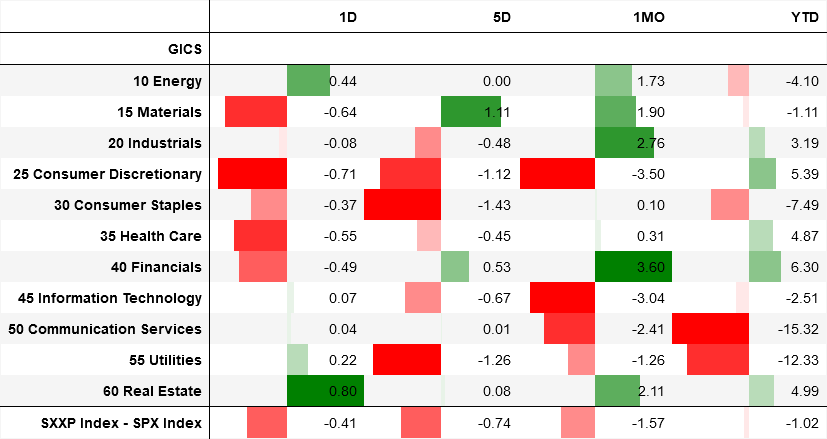 1D 5D 1MO YTD
GICS
10 Energy 0.44 0.00 1.73 -4.10
15 Materials -0.64 1.11 1.90 -1.11
20 Industrials -0.08 -0.48 2.76 3.19
25 Consumer Discretionary -0.71 -1.12 -3.50 5.39
30 Consumer Staples -0.37 -1.43 0.10 -7.49
35 Health Care -0.55 -0.45 0.31 4.87
40 Financials -0.49 0.53 3.60 6.30
45 Information Technology 0.07 -0.67 -3.04 -2.51
50 Communication Services 0.04 0.01 -2.41 -15.32
55 Utilities 0.22 -1.26 -1.26 -12.33
60 Real Estate 0.80 0.08 2.11 4.99
SXXP Index - SPX Index -0.41 -0.74 -1.57 -1.02